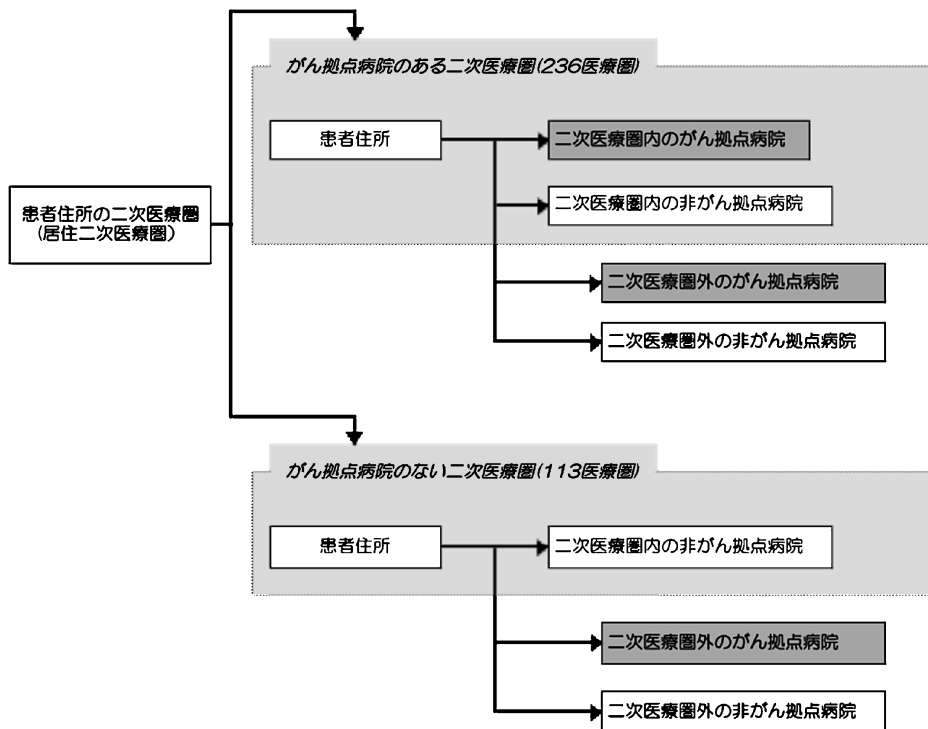 がん拠点病院のある二次医療圏(236医療圏)
患者住所
二次医療圏内のがん拠点病院
二次医療圏内の非がん拠点病院
患者住所の二次医療圏
(居住二次医療圏)
二次医療圏外のがん拠点病院
二次医療圏外の非がん拠点病院
がん拠点病院のない二次医療圏(113医療圏)
患者住所
二次医療圏内の非がん拠点病院
二次医療圏外のがん拠点病院
二次医療圏外の非がん拠点病院